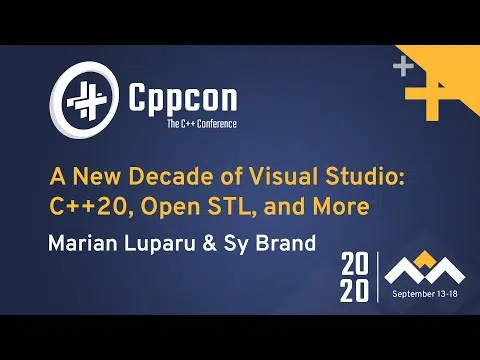 Cppcon
The C++ Conference
A New Decade of Visual Studio:
C++20, Open STL, and More
Marian Luparu & Sy Brand
20
20
September 13-18